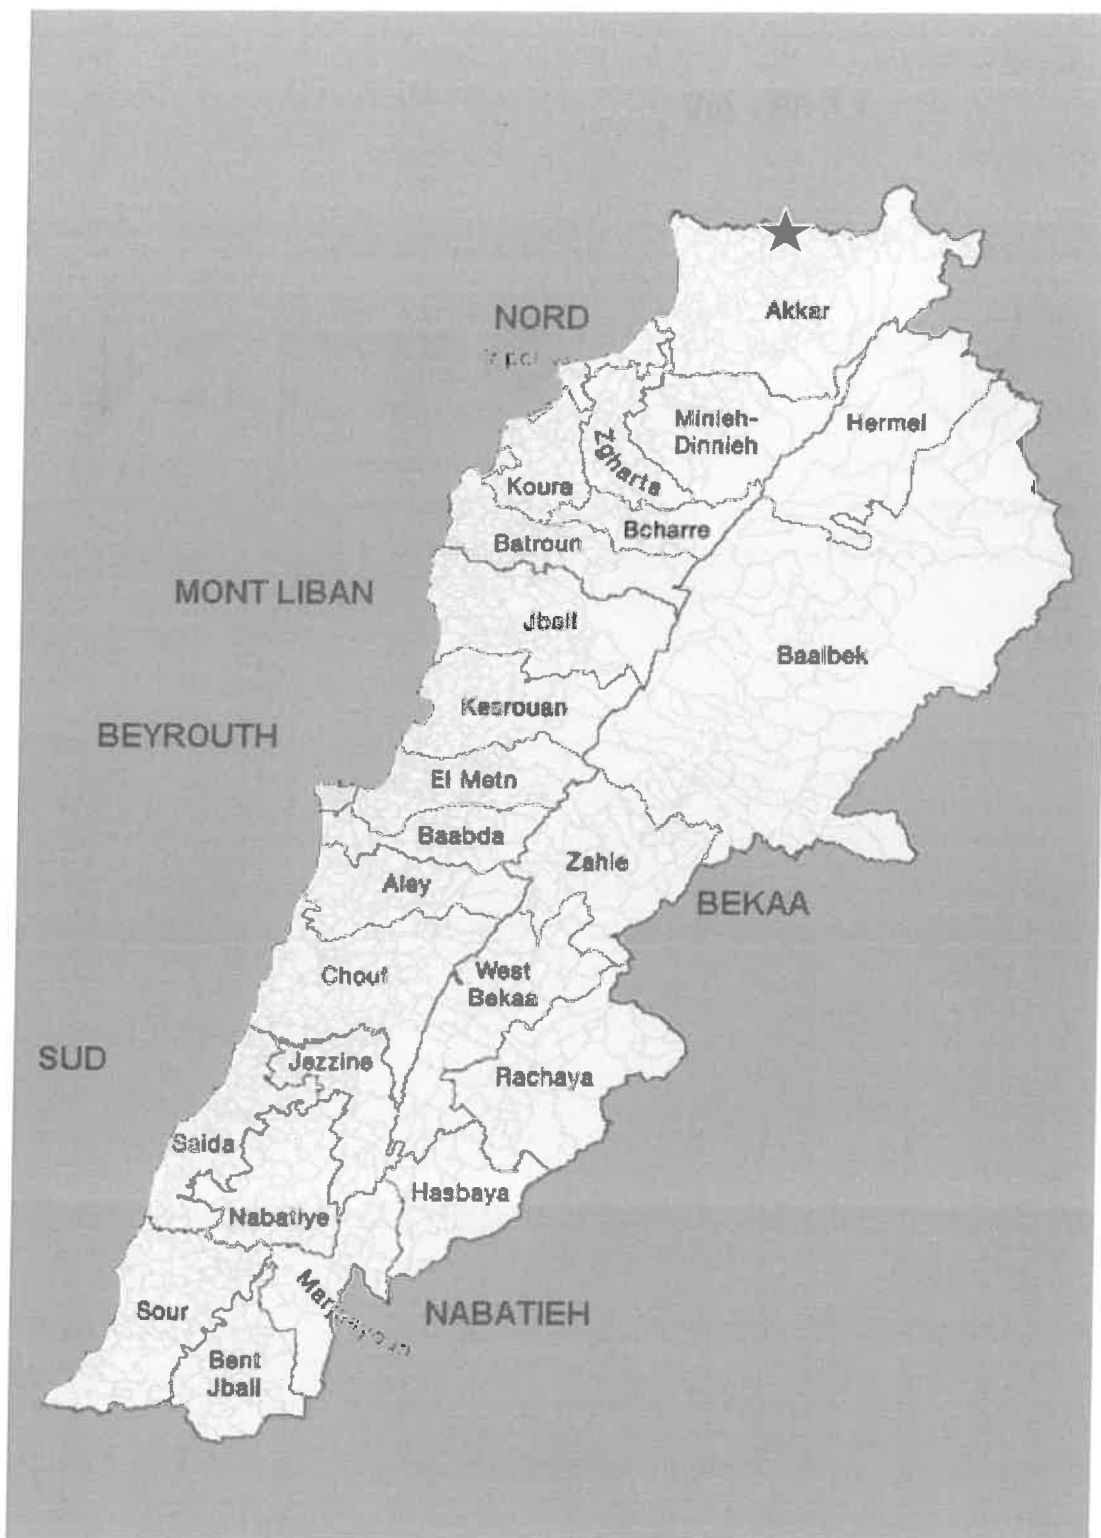 Akkar
NORD
Hermel
Minieh-
Dinnieh
Zgharta
Koura
Bcharre
Batroun
MONT LIBAN
Jbail
Baalbek
Kesrouan
BEYROUTH
El Metn
Baabda
Zahle
Aley
BEKAA
Chouf
West
Bekaa
SUD
Jezzine
Rachaya
Saida
Hasbaya
Nabatiye
Sour
NABATIEH
Bent
Jbail